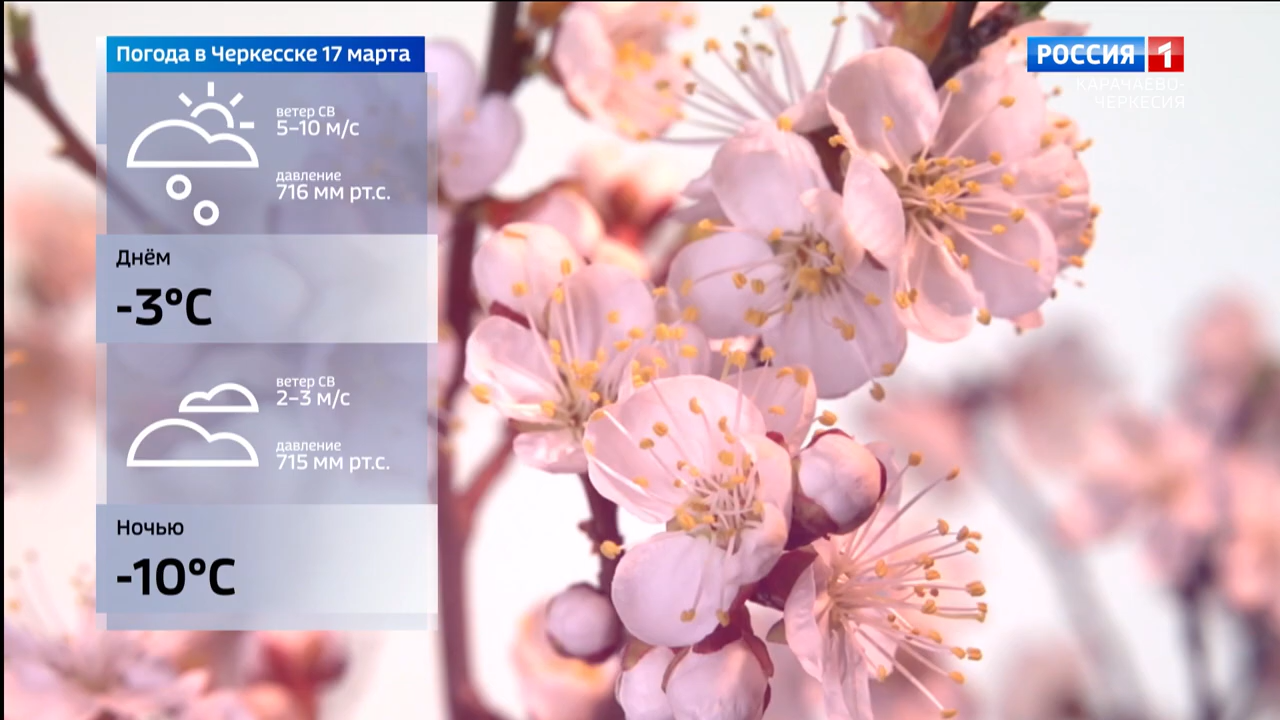 Погода в Черкесске 17 марта
РОССИЯ 1
КАРАЧАЕВО-
ЧЕРКЕСИЯ
ветер СВ
5–10 м/с
давление
716 мм рт.с.
Днём
-3°C
ветер СВ
2–3 м/с
давление
715 мм рт.с.
Ночью
-10°C